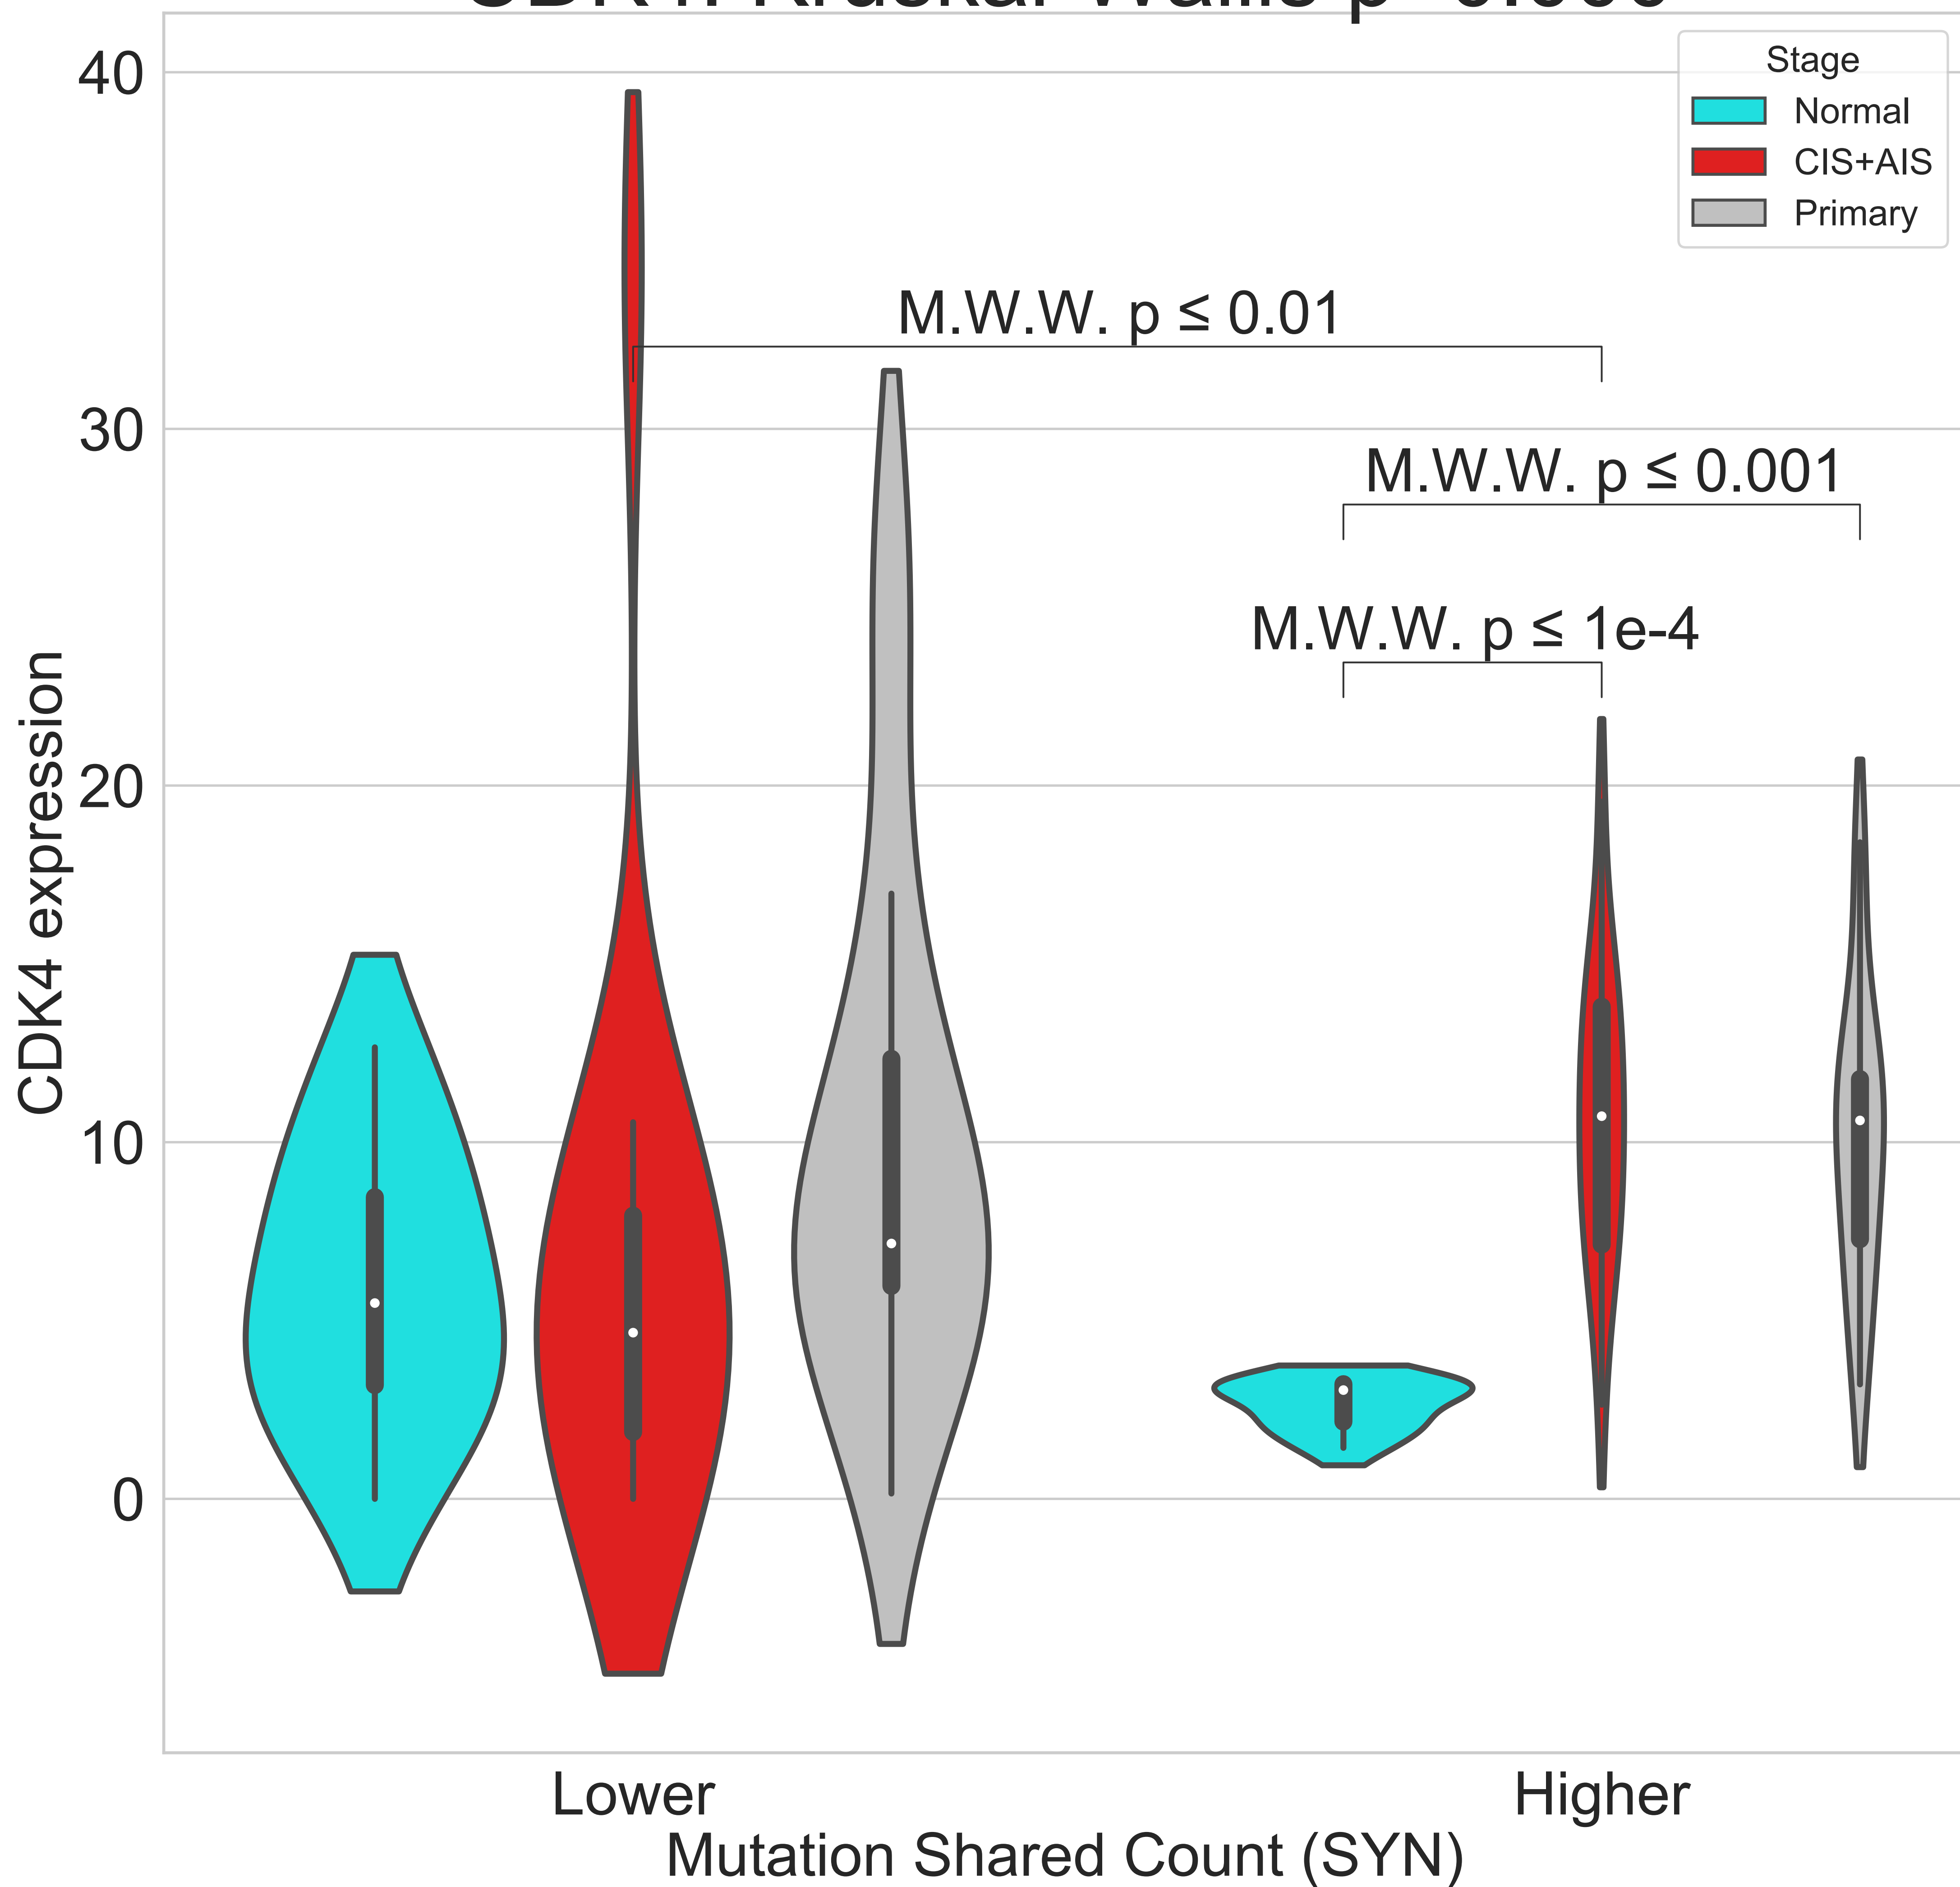 40
Stage
Normal
CIS+AIS
Primary
M.W.W. p ≤ 0.01
30
M.W.W. p ≤ 0.001
M.W.W. p ≤ 1e-4
CDK4 expression
20
10
0
Lower
Higher
Mutation Shared Count (SYN)